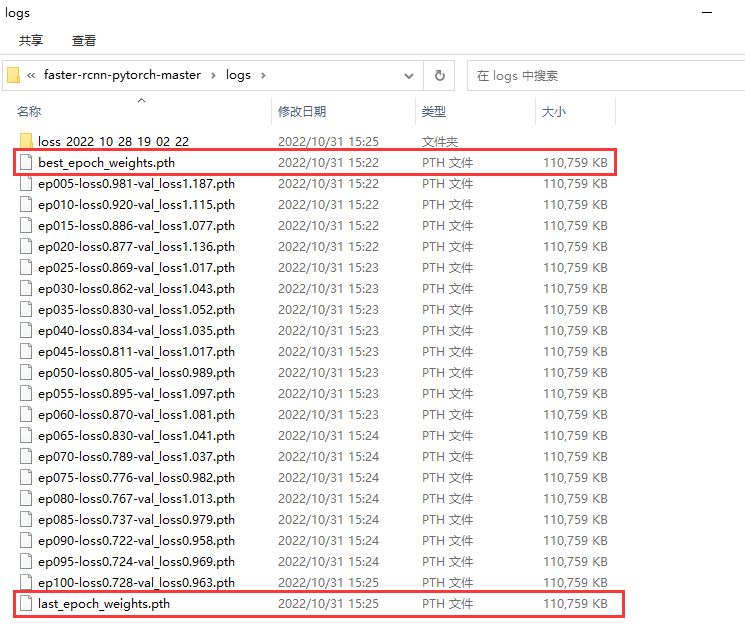 logs
共享 查看
« faster-rcnn-pytorch-master › logs › 在 logs 中搜索
名称 修改日期 类型 大小
loss_2022_10_28_19_02_22 2022/10/31 15:25 文件夹
best_epoch_weights.pth 2022/10/31 15:22 PTH 文件 110,759 KB
ep005-loss0.981-val_loss1.187.pth 2022/10/31 15:22 PTH 文件 110,759 KB
ep010-loss0.920-val_loss1.115.pth 2022/10/31 15:22 PTH 文件 110,759 KB
ep015-loss0.886-val_loss1.077.pth 2022/10/31 15:22 PTH 文件 110,759 KB
ep020-loss0.877-val_loss1.136.pth 2022/10/31 15:22 PTH 文件 110,759 KB
ep025-loss0.869-val_loss1.017.pth 2022/10/31 15:23 PTH 文件 110,759 KB
ep030-loss0.862-val_loss1.043.pth 2022/10/31 15:23 PTH 文件 110,759 KB
ep035-loss0.830-val_loss1.052.pth 2022/10/31 15:23 PTH 文件 110,759 KB
ep040-loss0.834-val_loss1.035.pth 2022/10/31 15:23 PTH 文件 110,759 KB
ep045-loss0.811-val_loss1.017.pth 2022/10/31 15:23 PTH 文件 110,759 KB
ep050-loss0.805-val_loss0.989.pth 2022/10/31 15:23 PTH 文件 110,759 KB
ep055-loss0.895-val_loss1.097.pth 2022/10/31 15:23 PTH 文件 110,759 KB
ep060-loss0.870-val_loss1.081.pth 2022/10/31 15:23 PTH 文件 110,759 KB
ep065-loss0.830-val_loss1.041.pth 2022/10/31 15:24 PTH 文件 110,759 KB
ep070-loss0.789-val_loss1.037.pth 2022/10/31 15:24 PTH 文件 110,759 KB
ep075-loss0.776-val_loss0.982.pth 2022/10/31 15:24 PTH 文件 110,759 KB
ep080-loss0.767-val_loss1.013.pth 2022/10/31 15:24 PTH 文件 110,759 KB
ep085-loss0.737-val_loss0.979.pth 2022/10/31 15:24 PTH 文件 110,759 KB
ep090-loss0.722-val_loss0.958.pth 2022/10/31 15:24 PTH 文件 110,759 KB
ep095-loss0.724-val_loss0.969.pth 2022/10/31 15:24 PTH 文件 110,759 KB
ep100-loss0.728-val_loss0.963.pth 2022/10/31 15:25 PTH 文件 110,759 KB
last_epoch_weights.pth 2022/10/31 15:25 PTH 文件 110,759 KB